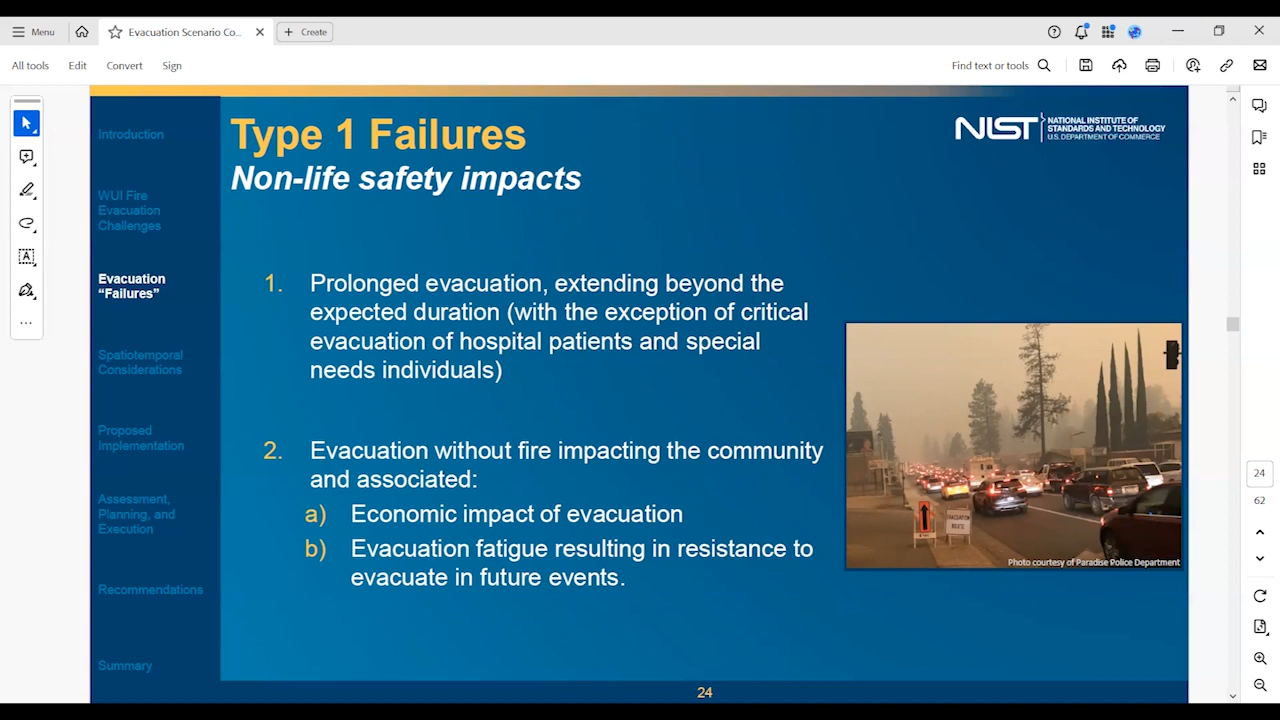 Menu
Evacuation Scenario Co...
Create
All tools
Edit
Convert
Sign
Find text or tools
Introduction
WUI Fire
Evacuation
Challenges
Evacuation
“Failures”
Spatiotemporal
Considerations
Proposed
Implementation
Assessment,
Planning, and
Execution
Recommendations
Summary
Type 1 Failures
Non-life safety impacts
NIST
NATIONAL INSTITUTE OF
STANDARDS AND TECHNOLOGY
U.S. DEPARTMENT OF COMMERCE
1. Prolonged evacuation, extending beyond the
expected duration (with the exception of critical
evacuation of hospital patients and special
needs individuals)
2. Evacuation without fire impacting the community
and associated:
a) Economic impact of evacuation
b) Evacuation fatigue resulting in resistance to
evacuate in future events.
EVACUATION
ROUTE
Photo courtesy of Paradise Police Department
24
24
62